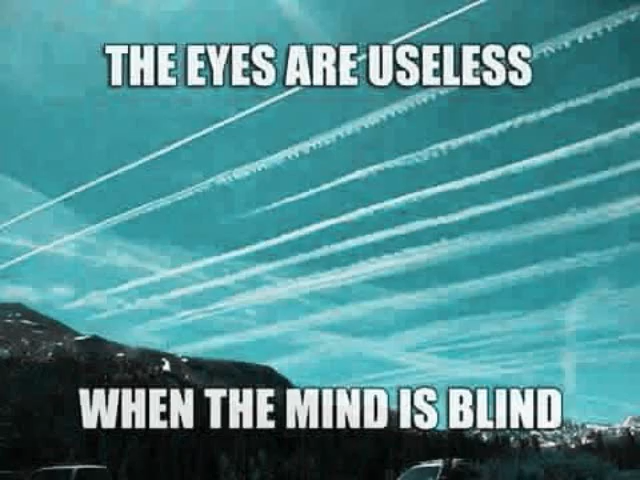 THE EYES ARE USELESS
WHEN THE MIND IS BLIND